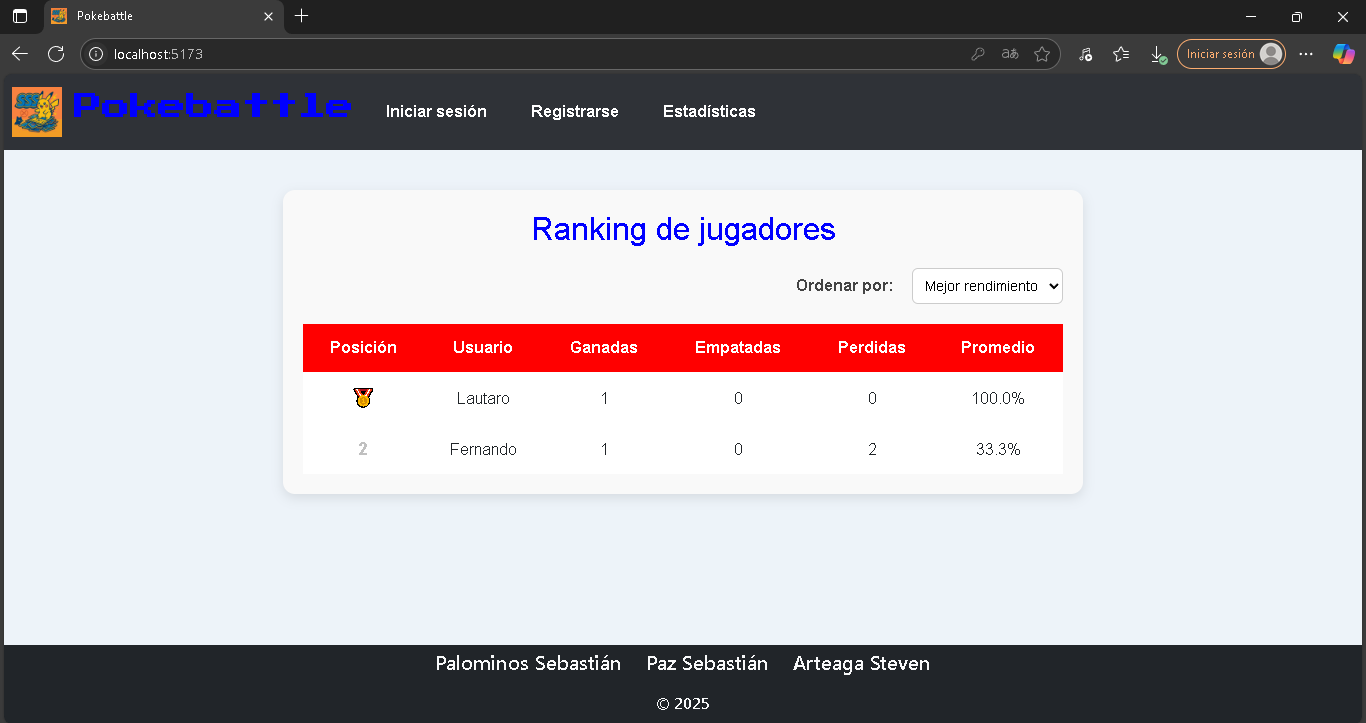 Pokebattle
localhost:5173
Iniciar sesión
Pokebattle Iniciar sesión Registrarse Estadísticas
Ranking de jugadores
Ordenar por: Mejor rendimiento
Posición Usuario Ganadas Empatadas Perdidas Promedio
Lautaro 1 0 0 100.0%
2 Fernando 1 0 2 33.3%
Palominos Sebastián Paz Sebastián Arteaga Steven
© 2025